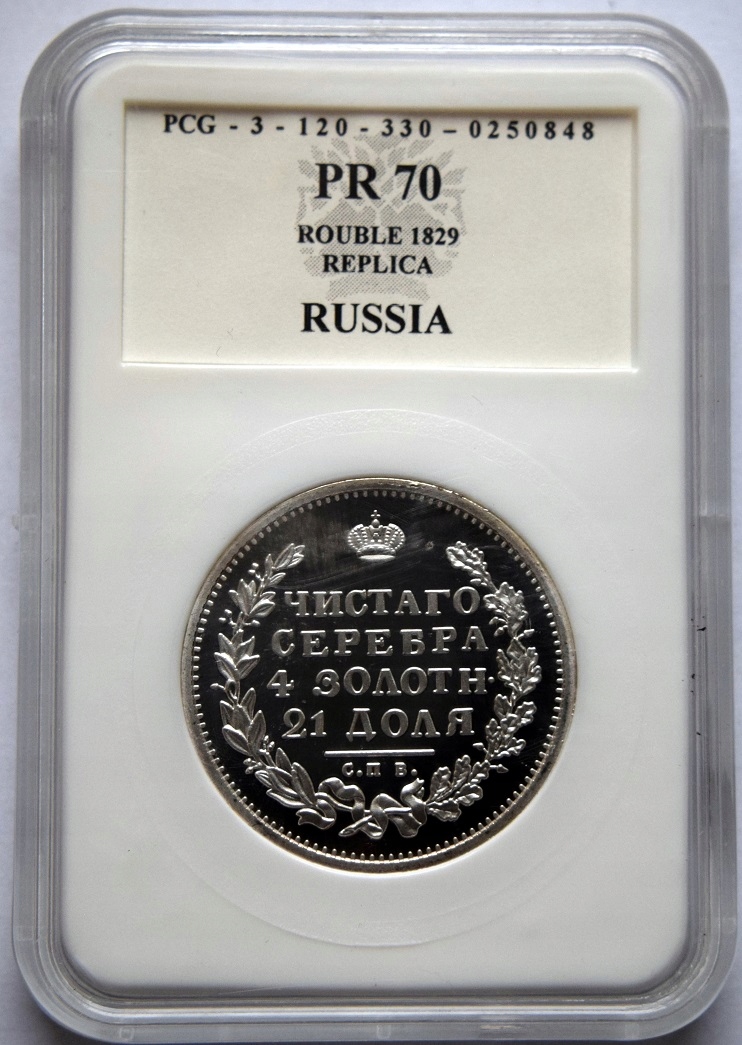 PCG - 3 - 120 - 330 - 0250848
PR 70
ROUBLE 1829
REPLICA
RUSSIA
ЧИСТАГО
СЕРЕБРА
4 ЗОЛОТН·
21 ДОЛЯ
С.П В.